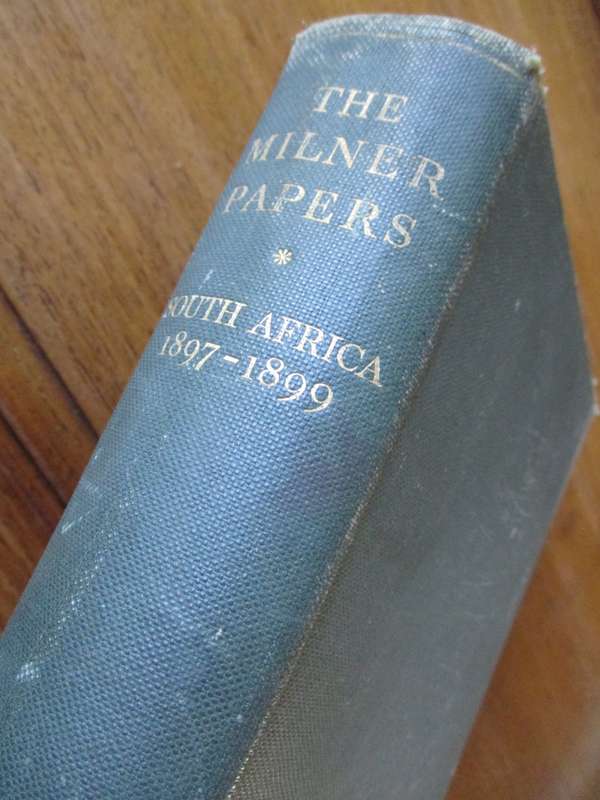 THE
MILNER
PAPERS
*
SOUTH AFRICA
1897-1899